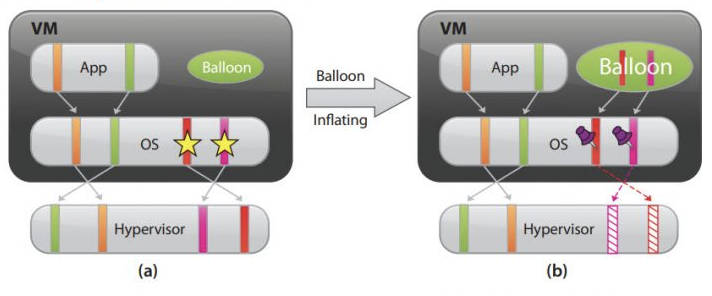 VM
App
Balloon
OS
Hypervisor
(a)
Balloon
Inflating
VM
App
Balloon
OS
Hypervisor
(b)